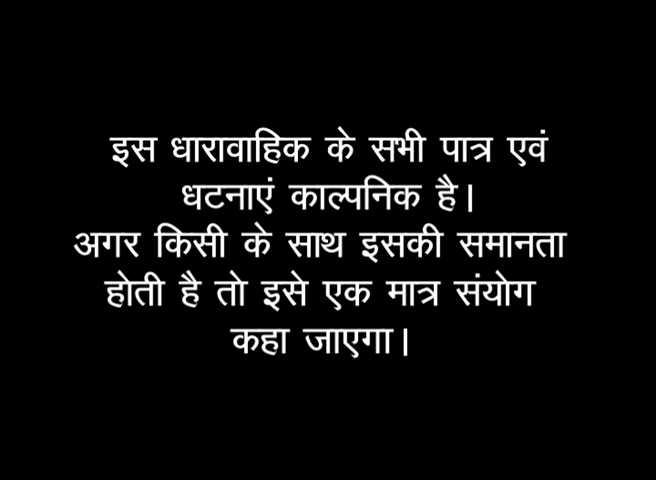 इस धारावाहिक के सभी पात्र एवं
धटनाएं काल्पनिक है।
अगर किसी के साथ इसकी समानता
होती है तो इसे एक मात्र संयोग
कहा जाएगा।